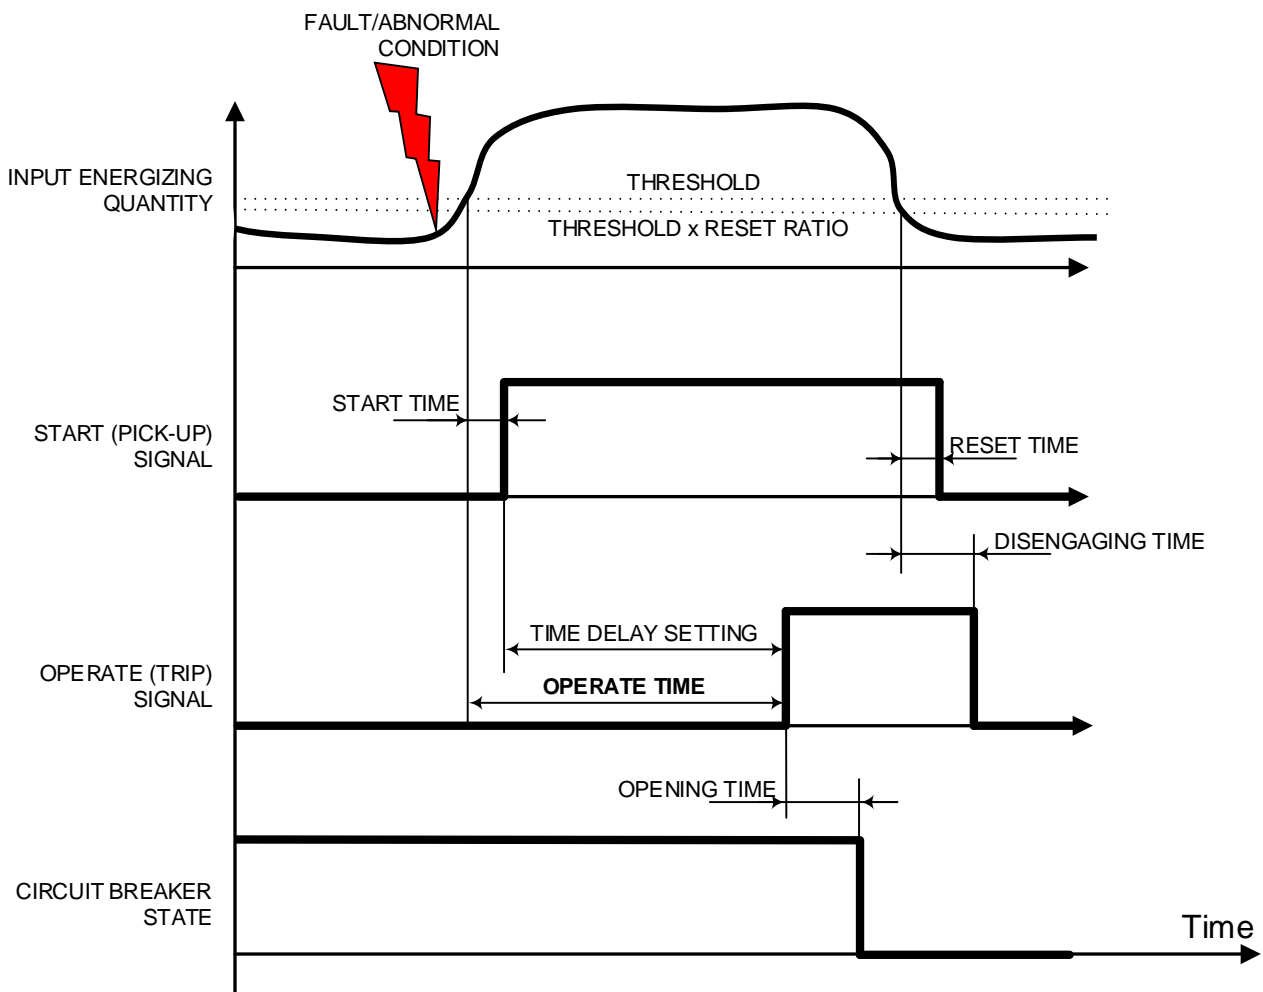 FAULT/ABNORMAL
CONDITION
INPUT ENERGIZING
QUANTITY
THRESHOLD
THRESHOLD x RESET RATIO
START TIME
START (PICK-UP)
SIGNAL
RESET TIME
DISENGAGING TIME
TIME DELAY SETTING
OPERATE (TRIP)
SIGNAL
OPERATE TIME
OPENING TIME
CIRCUIT BREAKER
STATE
Time